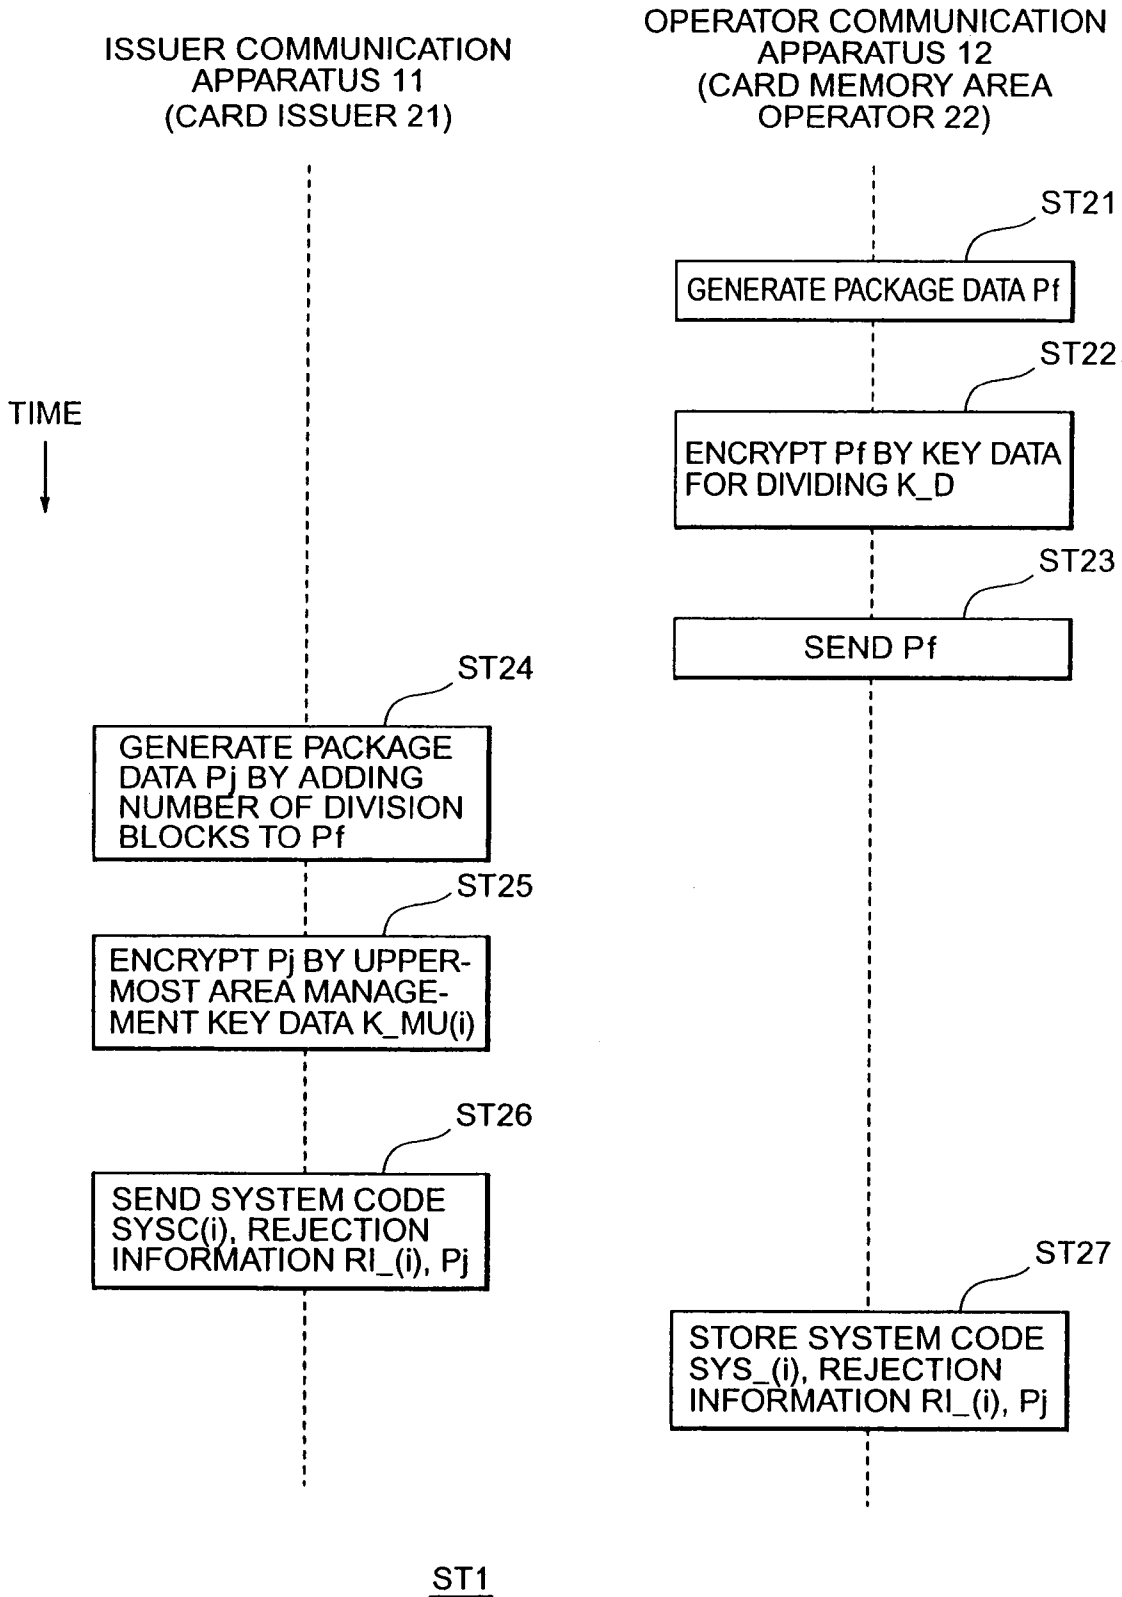 ISSUER COMMUNICATION
APPARATUS 11
(CARD ISSUER 21)
OPERATOR COMMUNICATION
APPARATUS 12
(CARD MEMORY AREA
OPERATOR 22)
ST21
GENERATE PACKAGE DATA Pf
ST22
TIME
ENCRYPT Pf BY KEY DATA
FOR DIVIDING K_D
ST23
SEND Pf
ST24
GENERATE PACKAGE
DATA Pj BY ADDING
NUMBER OF DIVISION
BLOCKS TO Pf
ST25
ENCRYPT Pj BY UPPER-
MOST AREA MANAGE-
MENT KEY DATA K_MU(i)
ST26
SEND SYSTEM CODE
SYSC(i), REJECTION
INFORMATION RI_(i), Pj
ST27
STORE SYSTEM CODE
SYS_(i), REJECTION
INFORMATION RI_(i), Pj
ST1